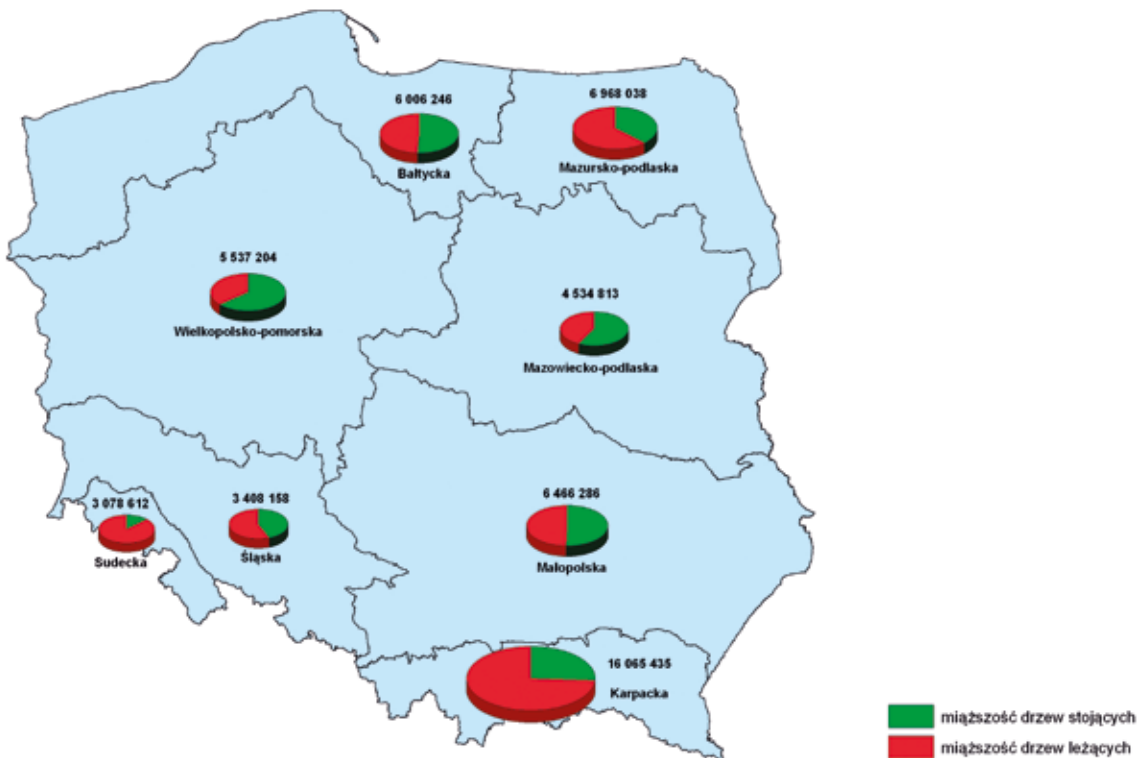 6 006 246
Bałtycka
6 968 038
Mazursko-podlaska
5 537 204
Wielkopolsko-pomorska
4 534 813
Mazowiecko-podlaska
3 078 612
Sudecka
3 408 158
Śląska
6 466 286
Małopolska
16 065 435
Karpacka
miąższość drzew stojących
miąższość drzew leżących